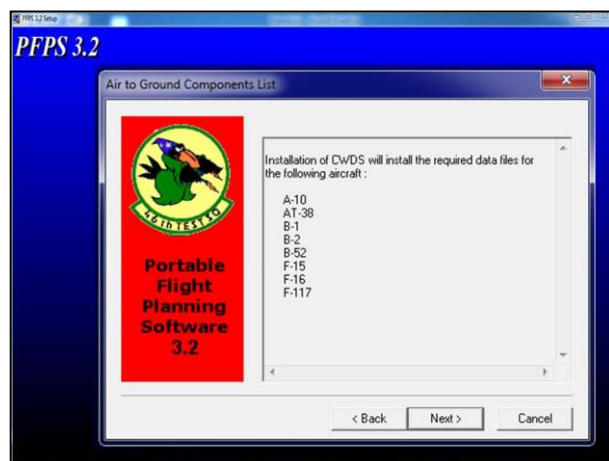 PFPS 3.2 Setup
PFPS 3.2
Air to Ground Components List
46th TEST SQ
Portable
Flight
Planning
Software
3.2
Installation of CWDS will install the required data files for
the following aircraft :
A-10
AT-38
B-1
B-2
B-52
F-15
F-16
F-117
< Back
Next >
Cancel